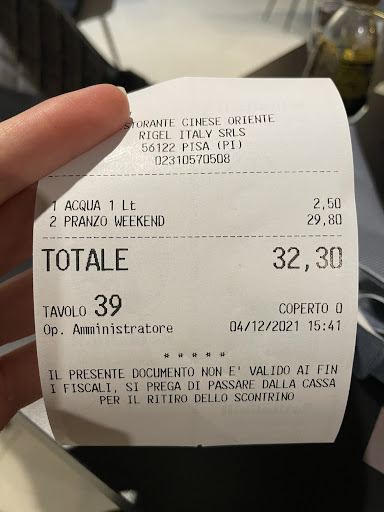 CINESE ORIENTE
RIGEL ITALY SRLS
56122 PISA (PI)
02310570508
1 ACQUA 1 Lt 2,50
2 PRANZO WEEKEND 29,80
TOTALE 32,30
TAVOLO 39 COPERTO 0
Op. Amministratore 04/12/2021 15:41
* * * * *
IL PRESENTE DOCUMENTO NON E' VALIDO AI FIN
I FISCALI, SI PREGA DI PASSARE DALLA CASSA
PER IL RITIRO DELLO SCONTRINO